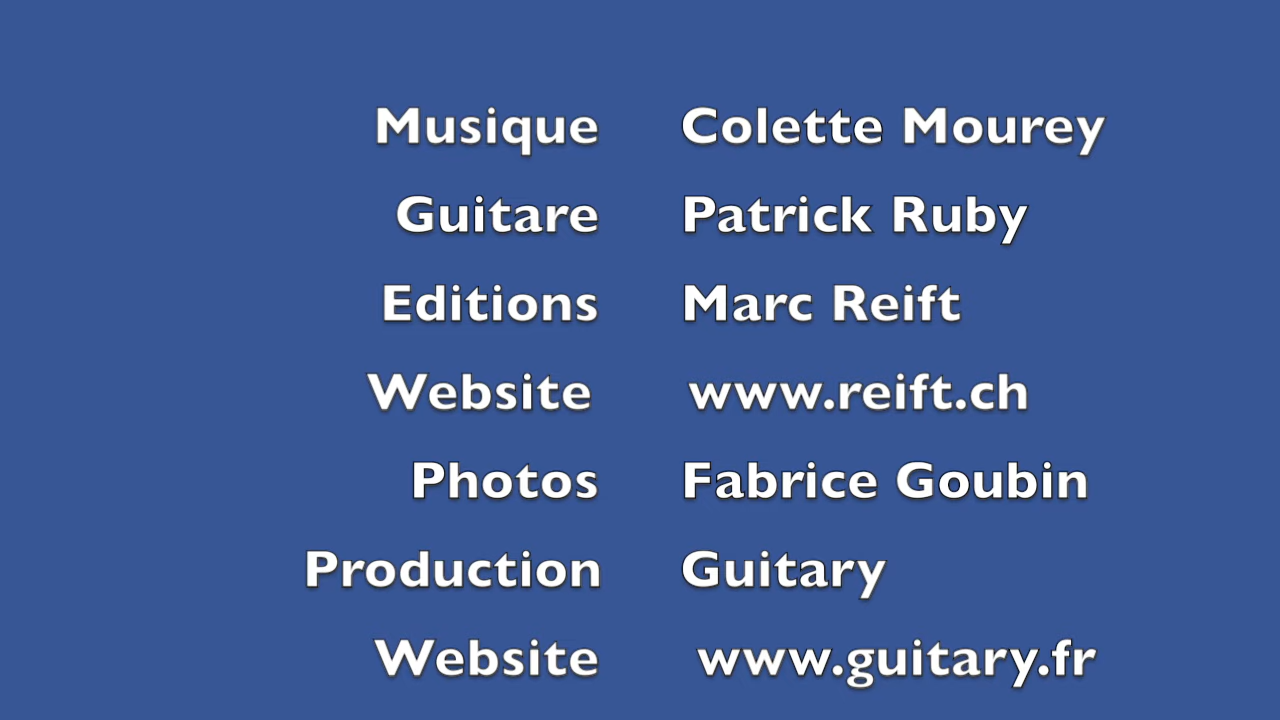 Musique Colette Mourey
Guitare Patrick Ruby
Editions Marc Reift
Website www.reift.ch
Photos Fabrice Goubin
Production Guitary
Website www.guitary.fr